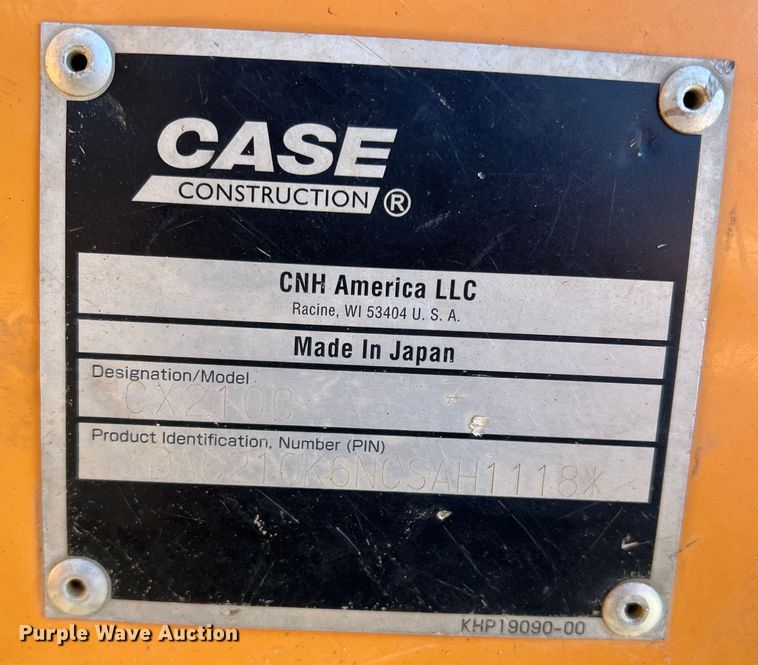 CASE
CONSTRUCTION ®
CNH America LLC
Racine, WI 53404 U. S. A.
Made In Japan
Designation/Model
CX210C
Product Identification, Number (PIN)
*DAC210K6NCSAH1118*
KHP19090-00
Purple Wave Auction